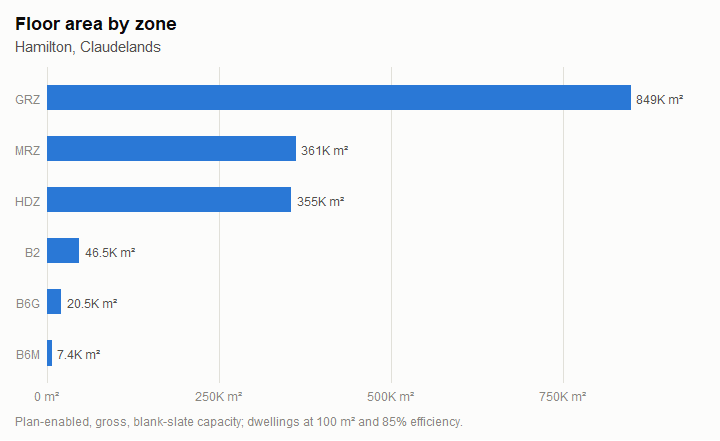 Floor area by zone
Hamilton, Claudelands
GRZ 849K m²
MRZ 361K m²
HDZ 355K m²
B2 46.5K m²
B6G 20.5K m²
B6M 7.4K m²
0 m² 250K m² 500K m² 750K m²
Plan-enabled, gross, blank-slate capacity; dwellings at 100 m² and 85% efficiency.